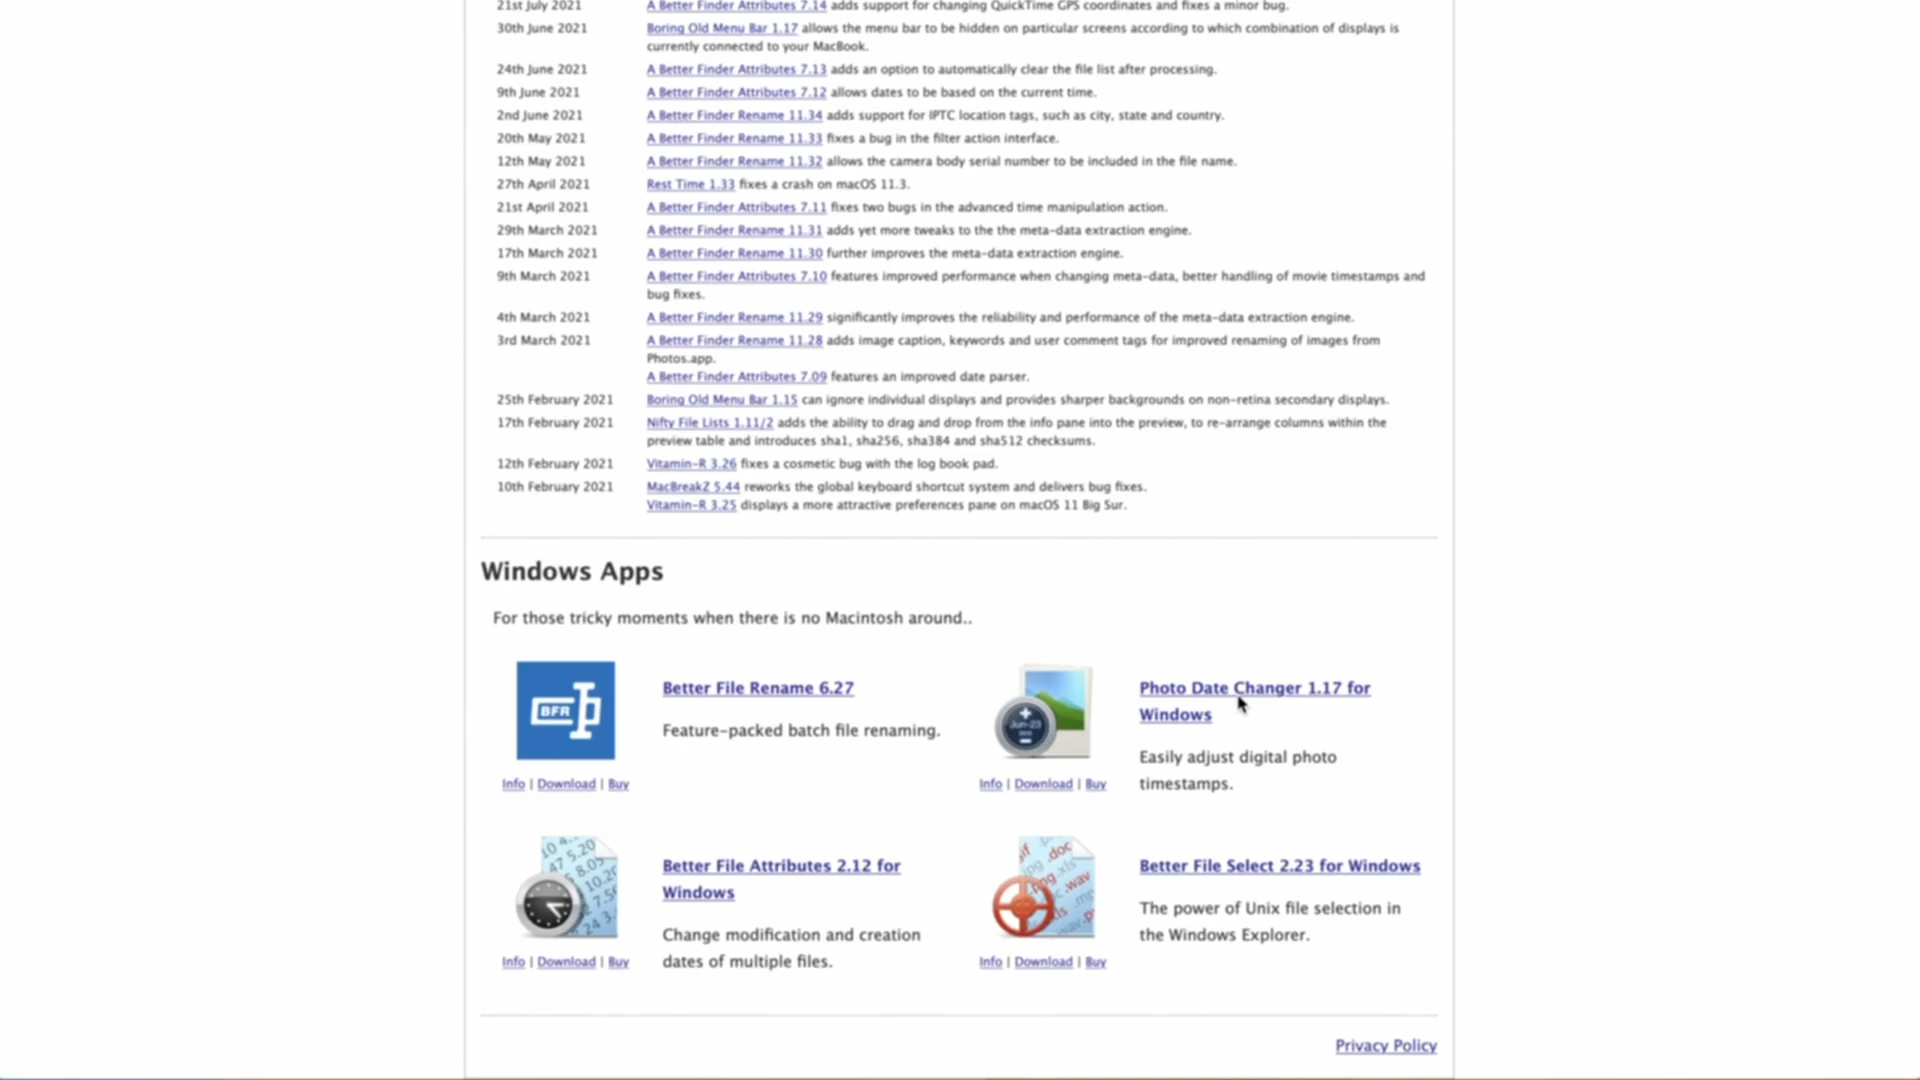 21st July 2021 A Better Finder Attributes 7.14 adds support for changing QuickTime GPS coordinates and fixes a minor bug.
30th June 2021 Boring Old Menu Bar 1.17 allows the menu bar to be hidden on particular screens according to which combination of displays is
currently connected to your MacBook.
24th June 2021 A Better Finder Attributes 7.13 adds an option to automatically clear the file list after processing.
9th June 2021 A Better Finder Attributes 7.12 allows dates to be based on the current time.
2nd June 2021 A Better Finder Rename 11.34 adds support for IPTC location tags, such as city, state and country.
20th May 2021 A Better Finder Rename 11.33 fixes a bug in the filter action interface.
12th May 2021 A Better Finder Rename 11.32 allows the camera body serial number to be included in the file name.
27th April 2021 Rest Time 1.33 fixes a crash on macOS 11.3.
21st April 2021 A Better Finder Attributes 7.11 fixes two bugs in the advanced time manipulation action.
29th March 2021 A Better Finder Rename 11.31 adds yet more tweaks to the the meta-data extraction engine.
17th March 2021 A Better Finder Rename 11.30 further improves the meta-data extraction engine.
9th March 2021 A Better Finder Attributes 7.10 features improved performance when changing meta-data, better handling of movie timestamps and
bug fixes.
4th March 2021 A Better Finder Rename 11.29 significantly improves the reliability and performance of the meta-data extraction engine.
3rd March 2021 A Better Finder Rename 11.28 adds image caption, keywords and user comment tags for improved renaming of images from
Photos.app.
A Better Finder Attributes 7.09 features an improved date parser.
25th February 2021 Boring Old Menu Bar 1.15 can ignore individual displays and provides sharper backgrounds on non-retina secondary displays.
17th February 2021 Nifty File Lists 1.11/2 adds the ability to drag and drop from the info pane into the preview, to re-arrange columns within the
preview table and introduces sha1, sha256, sha384 and sha512 checksums.
12th February 2021 Vitamin-R 3.26 fixes a cosmetic bug with the log book pad.
10th February 2021 MacBreakZ 5.44 reworks the global keyboard shortcut system and delivers bug fixes.
Vitamin-R 3.25 displays a more attractive preferences pane on macOS 11 Big Sur.
Windows Apps
For those tricky moments when there is no Macintosh around..
BFR
Better File Rename 6.27
Feature-packed batch file renaming.
Info | Download | Buy
Jun-23
Photo Date Changer 1.17 for
Windows
Easily adjust digital photo
timestamps.
Info | Download | Buy
Better File Attributes 2.12 for
Windows
Change modification and creation
dates of multiple files.
Info | Download | Buy
Better File Select 2.23 for Windows
The power of Unix file selection in
the Windows Explorer.
Info | Download | Buy
Privacy Policy